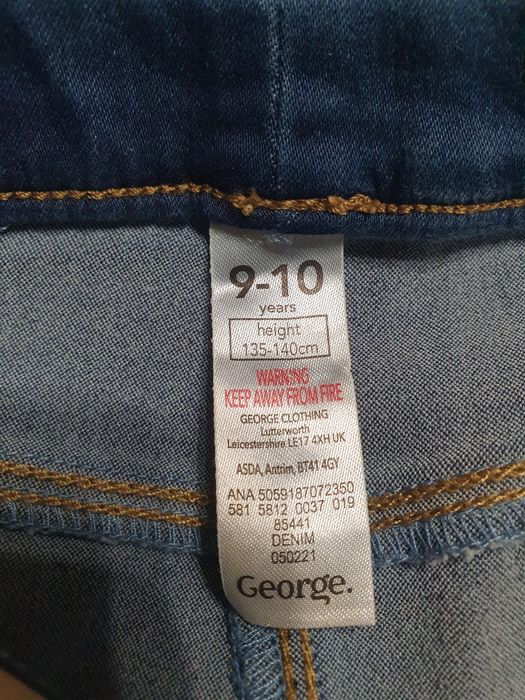 9-10
years
height
135-140cm
WARNING
KEEP AWAY FROM FIRE
GEORGE CLOTHING
Lutterworth
Leicestershire LE17 4XH UK
ASDA, Antrim, BT41 4GY
ANA 5059187072350
581 5812 0037 019
85441
DENIM
050221
George.